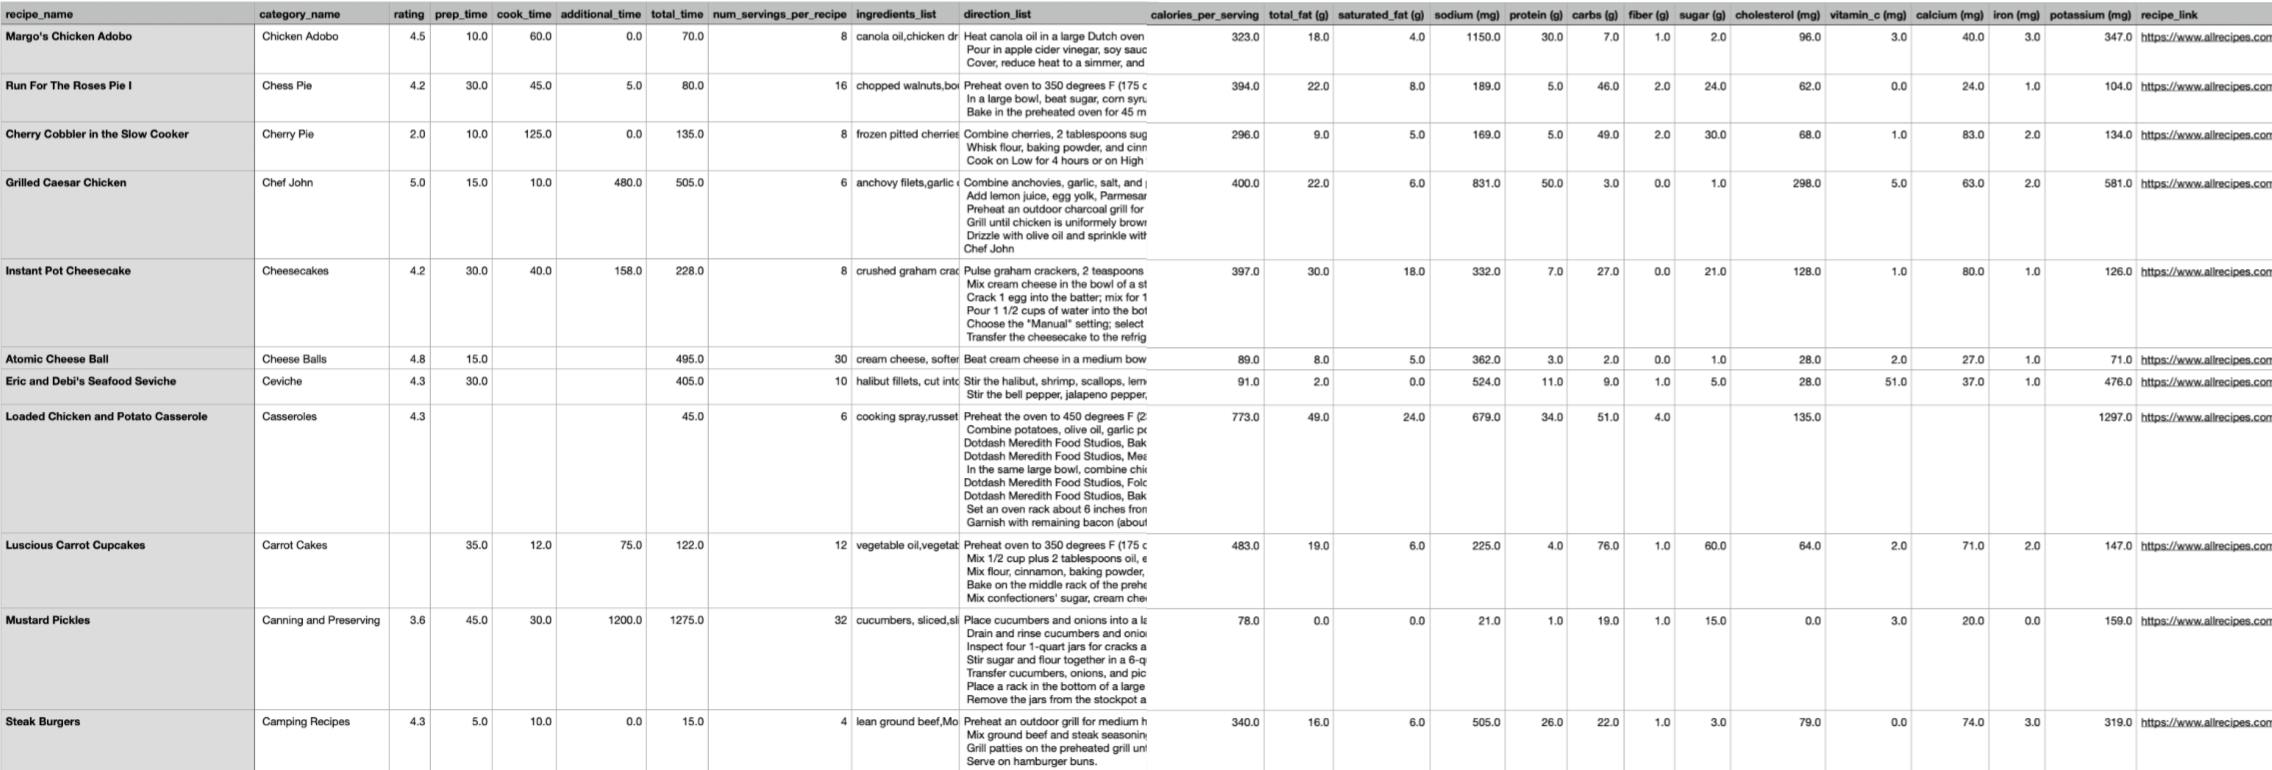 recipe_name category_name rating prep_time cook_time additional_time total_time num_servings_per_recipe ingredients_list direction_list calories_per_serving total_fat (g) saturated_fat (g) sodium (mg) protein (g) carbs (g) fiber (g) sugar (g) cholesterol (mg) vitamin_c (mg) calcium (mg) iron (mg) potassium (mg) recipe_link
Margo's Chicken Adobo Chicken Adobo 4.5 10.0 60.0 0.0 70.0 8 canola oil,chicken dr Heat canola oil in a large Dutch oven 323.0 18.0 4.0 1150.0 30.0 7.0 1.0 2.0 96.0 3.0 40.0 3.0 347.0 https://www.allrecipes.com
Pour in apple cider vinegar, soy sauc
Cover, reduce heat to a simmer, and
Run For The Roses Pie I Chess Pie 4.2 30.0 45.0 5.0 80.0 16 chopped walnuts,bou Preheat oven to 350 degrees F (175 c 394.0 22.0 8.0 189.0 5.0 46.0 2.0 24.0 62.0 0.0 24.0 1.0 104.0 https://www.allrecipes.com
In a large bowl, beat sugar, corn syru
Bake in the preheated oven for 45 m
Cherry Cobbler in the Slow Cooker Cherry Pie 2.0 10.0 125.0 0.0 135.0 8 frozen pitted cherries Combine cherries, 2 tablespoons sug 296.0 9.0 5.0 169.0 5.0 49.0 2.0 30.0 68.0 1.0 83.0 2.0 134.0 https://www.allrecipes.com
Whisk flour, baking powder, and cinn
Cook on Low for 4 hours or on High
Grilled Caesar Chicken Chef John 5.0 15.0 10.0 480.0 505.0 6 anchovy filets,garlic Combine anchovies, garlic, salt, and 400.0 22.0 6.0 831.0 50.0 3.0 0.0 1.0 298.0 5.0 63.0 2.0 581.0 https://www.allrecipes.com
Add lemon juice, egg yolk, Parmesan
Preheat an outdoor charcoal grill for
Grill until chicken is uniformely brown
Drizzle with olive oil and sprinkle with
Chef John
Instant Pot Cheesecake Cheesecakes 4.2 30.0 40.0 158.0 228.0 8 crushed graham crac Pulse graham crackers, 2 teaspoons 397.0 30.0 18.0 332.0 7.0 27.0 0.0 21.0 128.0 1.0 80.0 1.0 126.0 https://www.allrecipes.com
Mix cream cheese in the bowl of a st
Crack 1 egg into the batter; mix for 1
Pour 1 1/2 cups of water into the bot
Choose the "Manual" setting; select
Transfer the cheesecake to the refrig
Atomic Cheese Ball Cheese Balls 4.8 15.0 495.0 30 cream cheese, softer Beat cream cheese in a medium bow 89.0 8.0 5.0 362.0 3.0 2.0 0.0 1.0 28.0 2.0 27.0 1.0 71.0 https://www.allrecipes.com
Eric and Debi's Seafood Seviche Ceviche 4.3 30.0 405.0 10 halibut fillets, cut into Stir the halibut, shrimp, scallops, lem 91.0 2.0 0.0 524.0 11.0 9.0 1.0 5.0 28.0 51.0 37.0 1.0 476.0 https://www.allrecipes.com
Stir the bell pepper, jalapeno pepper,
Loaded Chicken and Potato Casserole Casseroles 4.3 45.0 6 cooking spray,russet Preheat the oven to 450 degrees F (2 773.0 49.0 24.0 679.0 34.0 51.0 4.0 135.0 1297.0 https://www.allrecipes.com
Combine potatoes, olive oil, garlic po
Dotdash Meredith Food Studios, Bak
Dotdash Meredith Food Studios, Mea
In the same large bowl, combine chic
Dotdash Meredith Food Studios, Fold
Dotdash Meredith Food Studios, Bak
Set an oven rack about 6 inches from
Garnish with remaining bacon (about
Luscious Carrot Cupcakes Carrot Cakes 35.0 12.0 75.0 122.0 12 vegetable oil,vegetab Preheat oven to 350 degrees F (175 c 483.0 19.0 6.0 225.0 4.0 76.0 1.0 60.0 64.0 2.0 71.0 2.0 147.0 https://www.allrecipes.com
Mix 1/2 cup plus 2 tablespoons oil, e
Mix flour, cinnamon, baking powder,
Bake on the middle rack of the prehe
Mix confectioners' sugar, cream chee
Mustard Pickles Canning and Preserving 3.6 45.0 30.0 1200.0 1275.0 32 cucumbers, sliced,sli Place cucumbers and onions into a la 78.0 0.0 0.0 21.0 1.0 19.0 1.0 15.0 0.0 3.0 20.0 0.0 159.0 https://www.allrecipes.com
Drain and rinse cucumbers and onion
Inspect four 1-quart jars for cracks a
Stir sugar and flour together in a 6-q
Transfer cucumbers, onions, and pic
Place a rack in the bottom of a large
Remove the jars from the stockpot a
Steak Burgers Camping Recipes 4.3 5.0 10.0 0.0 15.0 4 lean ground beef,Mo Preheat an outdoor grill for medium h 340.0 16.0 6.0 505.0 26.0 22.0 1.0 3.0 79.0 0.0 74.0 3.0 319.0 https://www.allrecipes.com
Mix ground beef and steak seasoning
Grill patties on the preheated grill unt
Serve on hamburger buns.